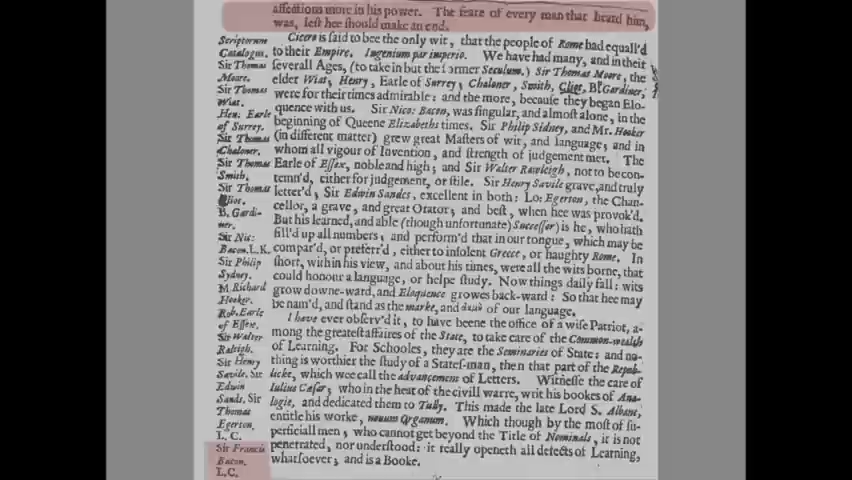 affections more in his power. The feare of every man that heard him,
was, leſt hee ſhould make an end.
Cicero is ſaid to bee the only wit, that the people of Rome had equall'd
to their Empire. Ingenium par imperio. We have had many, and in their
ſeverall Ages, (to take in but the former Seculum.) Sir Thomas Moore, the
elder Wiat, Henry, Earle of Surrey, Chaloner, Smith, Cliot, B. Gardiner,
were for their times admirable: and the more, becauſe they began Elo-
quence with us. Sir Nico: Bacon, was ſingular, and almoſt alone, in the
beginning of Queene Elizabeths times. Sir Philip Sidney, and Mr. Hooker
(in different matter) grew great Maſters of wit, and language; and in
whom all vigour of Invention, and ſtrength of judgement met. The
Earle of Eſſex, noble and high; and Sir Walter Rawleigh, not to be con-
temn'd, either for judgement, or ſtile. Sir Henry Savile grave, and truly
letter'd; Sir Edwin Sandes, excellent in both: Lo: Egerton, the Chan-
cellor, a grave, and great Orator; and beſt, when hee was provok'd.
But his learned, and able (though unfortunate) Succeſſor) is he, who hath
fill'd up all numbers; and perform'd that in our tongue, which may be
compar'd, or preferr'd, either to inſolent Greece, or haughty Rome. In
ſhort, within his view, and about his times, were all the wits borne, that
could honour a language, or helpe ſtudy. Now things daily fall: wits
grow downe-ward, and Eloquence growes back-ward: So that hee may
be nam'd, and ſtand as the marke, and of our language.
I have ever obſerv'd it, to have beene the office of a wiſe Patriot, a-
mong the greateſt affaires of the State, to take care of the Common-wealth
of Learning. For Schooles, they are the Seminaries of State: and no-
thing is worthier the ſtudy of a Stateſ-man, then that part of the Repub-
licke, which wee call the advancement of Letters. Witneſſe the care of
Iulius Caeſar; who in the heat of the civill warre, writ his bookes of Ana-
logie, and dedicated them to Tully. This made the late Lord S. Albane,
entitle his worke, novum Organum. Which though by the moſt of ſu-
perficiall men; who cannot get beyond the Title of Nominals, it is not
penetrated, nor underſtood: it really openeth all defects of Learning,
whatſoever; and is a Booke.
Scriptorum
Catalogus.
Sir Thomas
Moore.
Sir Thomas
Wiat.
Hen: Earle
of Surrey.
Sir Thomas
Chaloner.
Sir Thomas
Smith.
Sir Thomas
Eliot.
B. Gardi-
ner.
Sir Nic:
Bacon. L.K.
Sir Philip
Sydney.
M. Richard
Hooker.
Rob. Earle
of Eſſex.
Sir Walter
Raleigh.
Sir Henry
Savile. Sir
Edwin
Sands. Sir
Thomas
Egerton.
L. C.
Sir Francis
Bacon.
L.C.